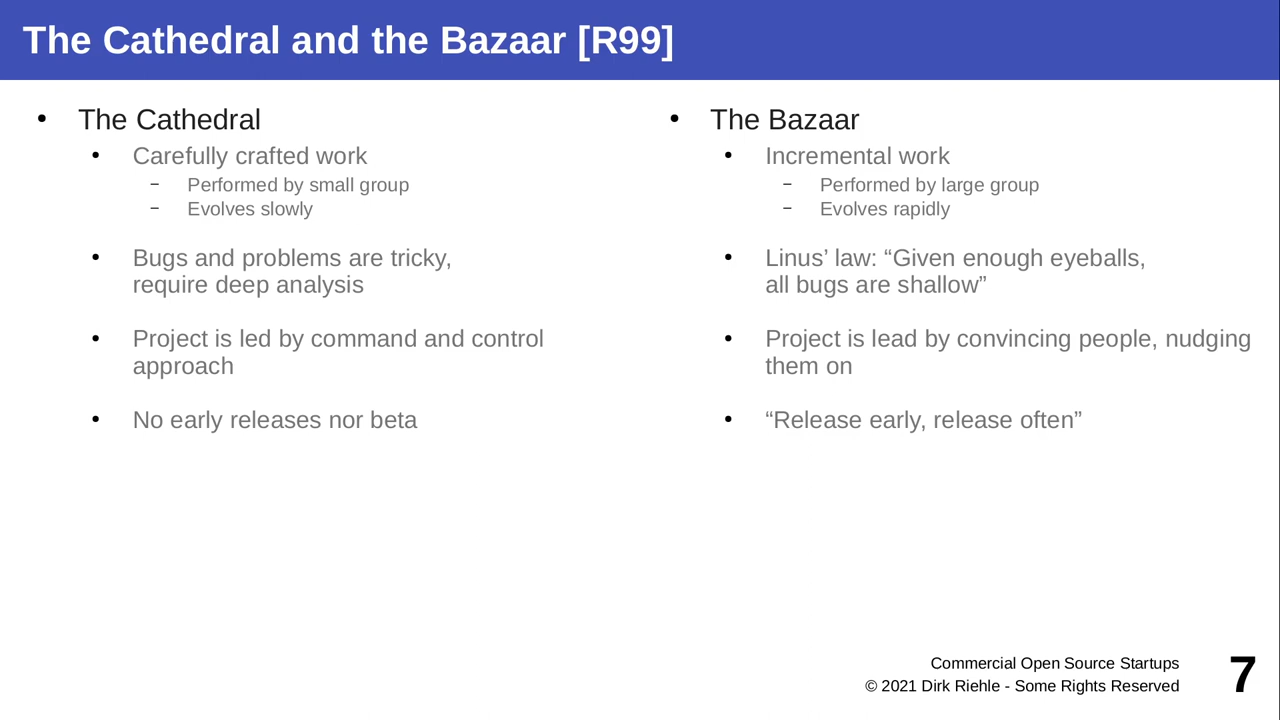 The Cathedral and the Bazaar [R99]
• The Cathedral
• Carefully crafted work
– Performed by small group
– Evolves slowly
• Bugs and problems are tricky,
require deep analysis
• Project is led by command and control
approach
• No early releases nor beta
• The Bazaar
• Incremental work
– Performed by large group
– Evolves rapidly
• Linus’ law: “Given enough eyeballs,
all bugs are shallow”
• Project is lead by convincing people, nudging
them on
• “Release early, release often”
Commercial Open Source Startups
© 2021 Dirk Riehle - Some Rights Reserved
7